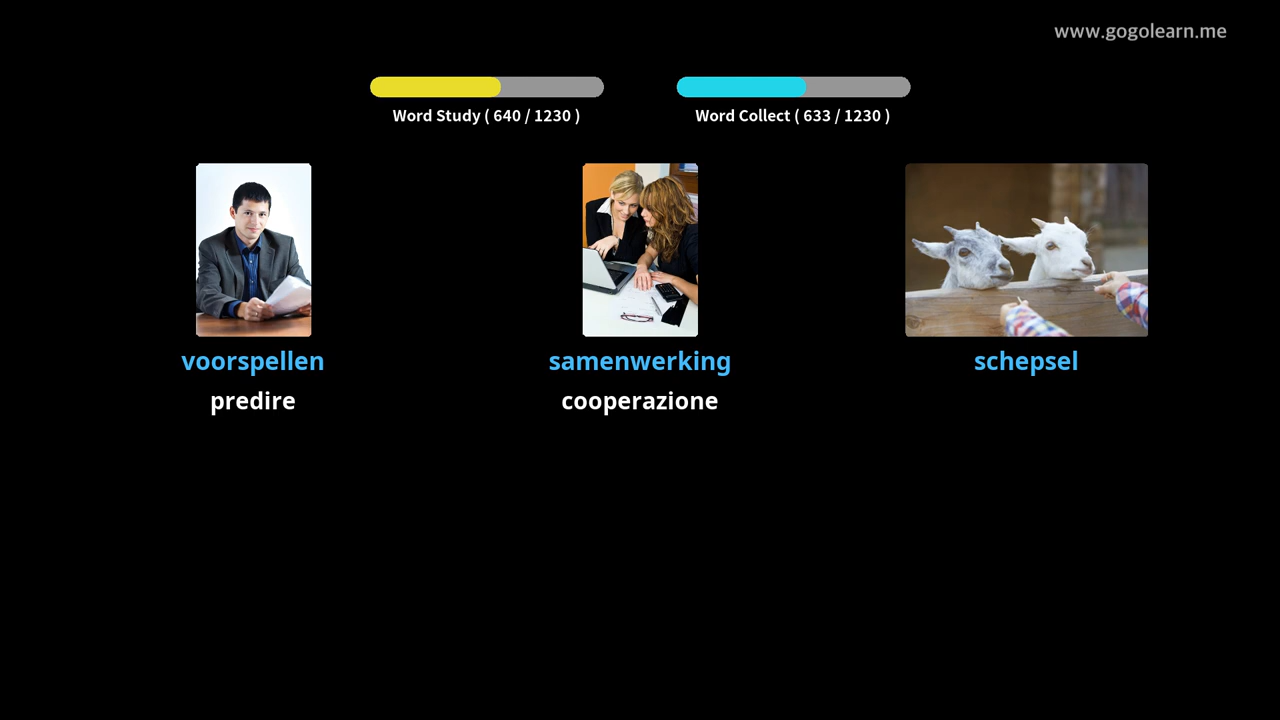 www.gogolearn.me
Word Study ( 640 / 1230 )
Word Collect ( 633 / 1230 )
voorspellen
predire
samenwerking
cooperazione
schepsel